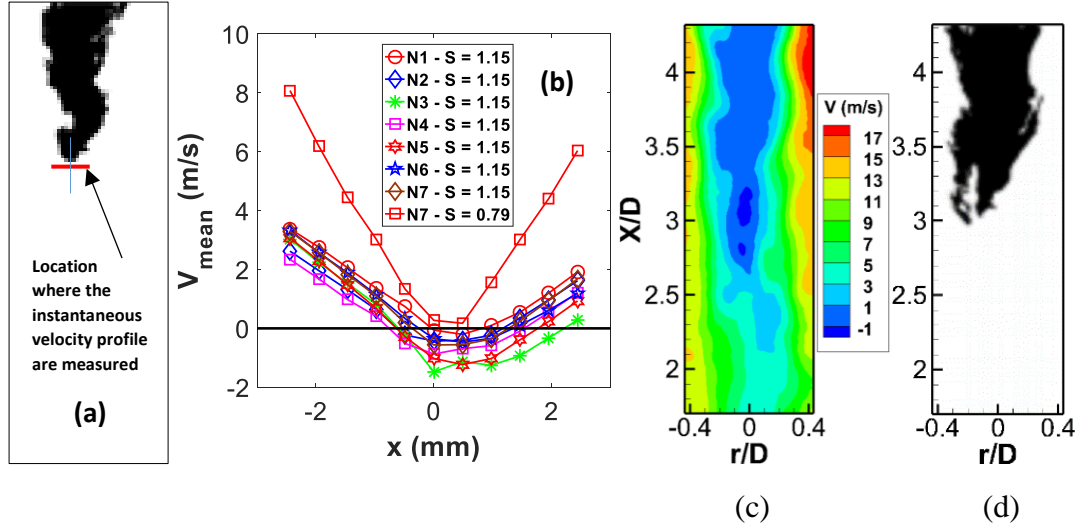 Location
where the
instantaneous
velocity profile
are measured
(a)
10
8
6
4
2
0
-2
V_mean (m/s)
-2
0
2
x (mm)
(b)
N1 - S = 1.15
N2 - S = 1.15
N3 - S = 1.15
N4 - S = 1.15
N5 - S = 1.15
N6 - S = 1.15
N7 - S = 1.15
N7 - S = 0.79
4
3.5
3
2.5
2
X/D
-0.4
0
0.4
r/D
V (m/s)
17
15
13
11
9
7
5
3
1
-1
(c)
4
3.5
3
2.5
2
-0.4
0
0.4
r/D
(d)